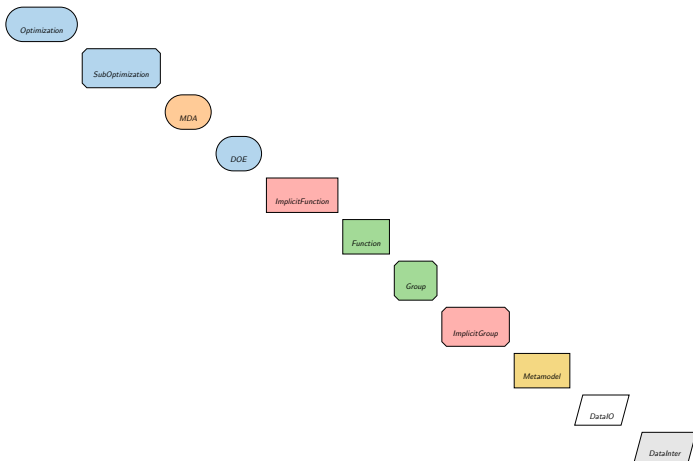 Optimization
SubOptimization
MDA
DOE
ImplicitFunction
Function
Group
ImplicitGroup
Metamodel
DataIO
DataInter